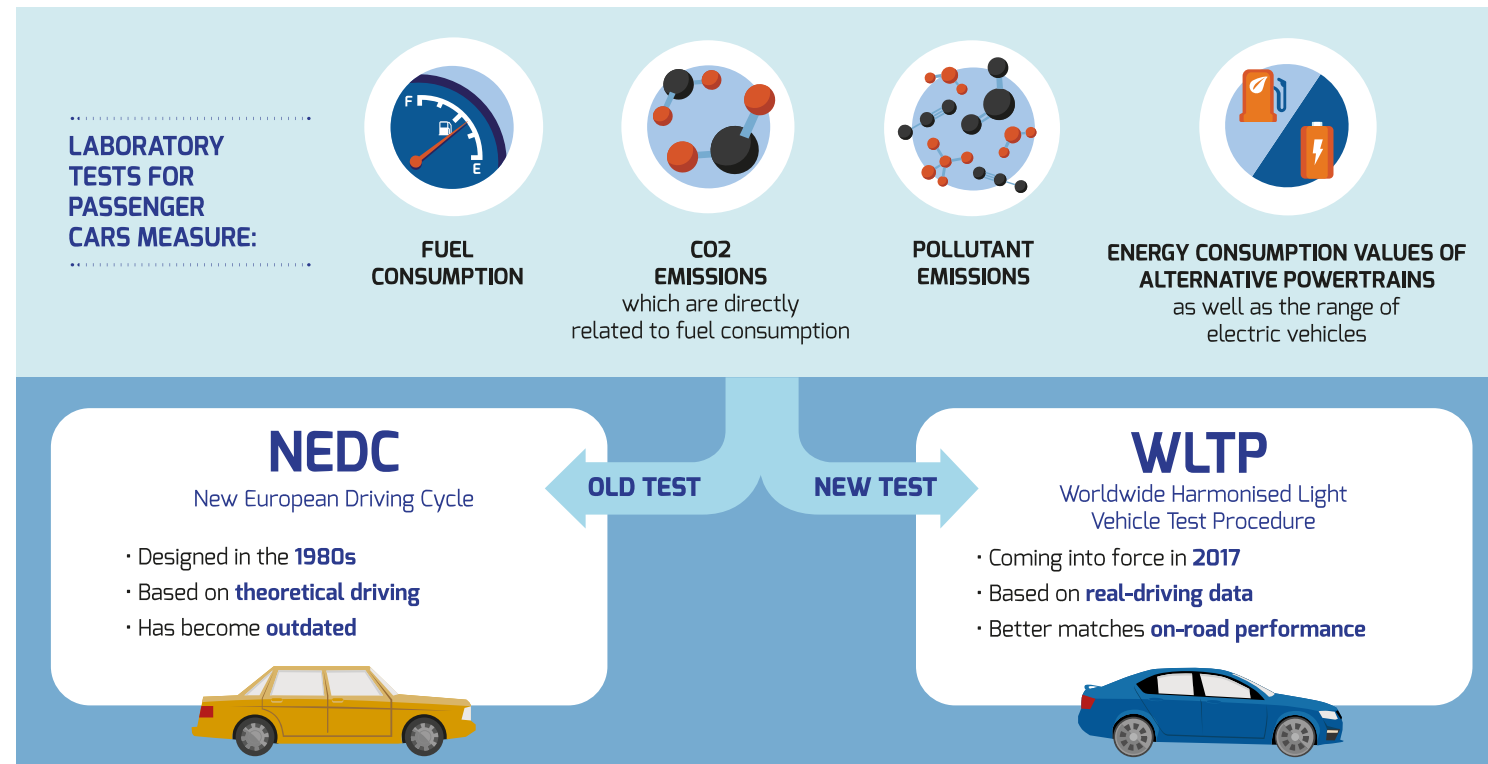 LABORATORY
TESTS FOR
PASSENGER
CARS MEASURE:
F
E
FUEL
CONSUMPTION
CO2
EMISSIONS
which are directly
related to fuel consumption
POLLUTANT
EMISSIONS
ENERGY CONSUMPTION VALUES OF
ALTERNATIVE POWERTRAINS
as well as the range of
electric vehicles
OLD TEST
NEW TEST
NEDC
New European Driving Cycle
· Designed in the 1980s
· Based on theoretical driving
· Has become outdated
WLTP
Worldwide Harmonised Light
Vehicle Test Procedure
· Coming into force in 2017
· Based on real-driving data
· Better matches on-road performance